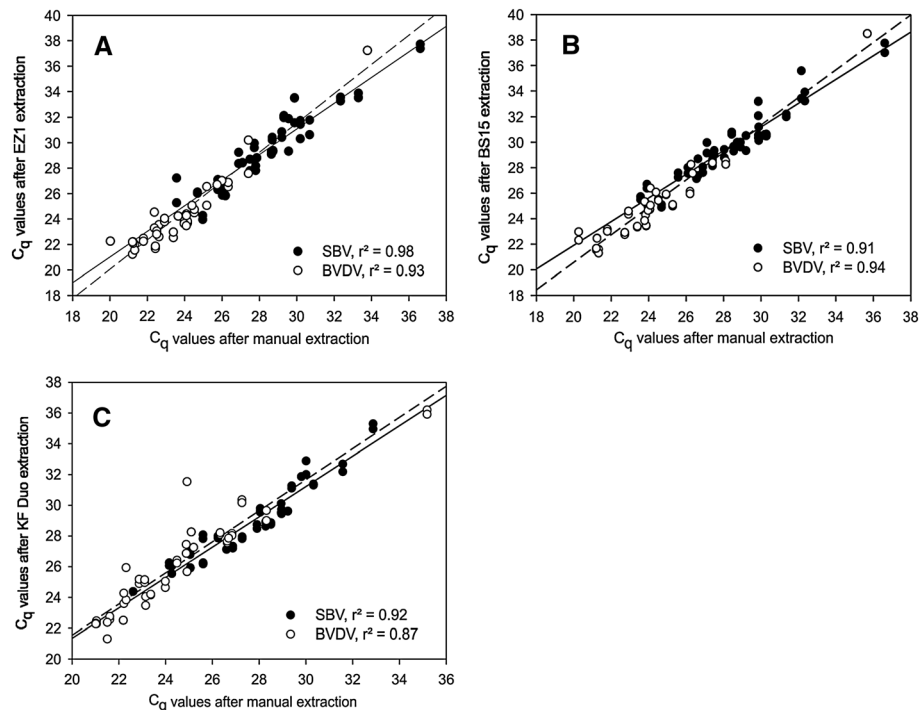 A
C_q values after EZ1 extraction
40
38
36
34
32
30
28
26
24
22
20
18
SBV, r² = 0.98
BVDV, r² = 0.93
18 20 22 24 26 28 30 32 34 36 38
C_q values after manual extraction
B
C_q values after BS15 extraction
40
38
36
34
32
30
28
26
24
22
20
18
SBV, r² = 0.91
BVDV, r² = 0.94
18 20 22 24 26 28 30 32 34 36 38
C_q values after manual extraction
C
C_q values after KF Duo extraction
38
36
34
32
30
28
26
24
22
20
SBV, r² = 0.92
BVDV, r² = 0.87
20 22 24 26 28 30 32 34 36
C_q values after manual extraction